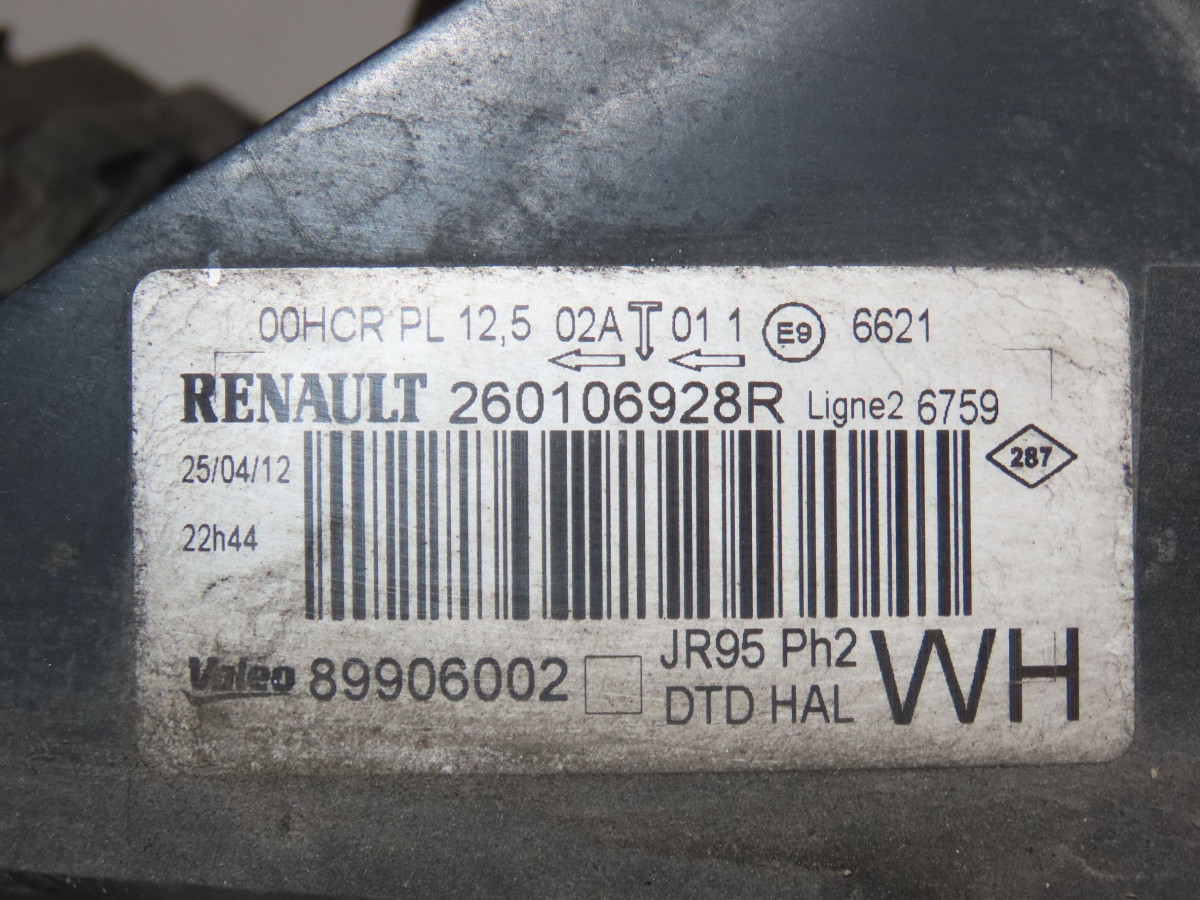 00HCR PL 12,5 02A 01 1 E9 6621
RENAULT 260106928R Ligne2 6759
25/04/12
287
22h44
Valeo 89906002
JR95 Ph2
DTD HAL
WH